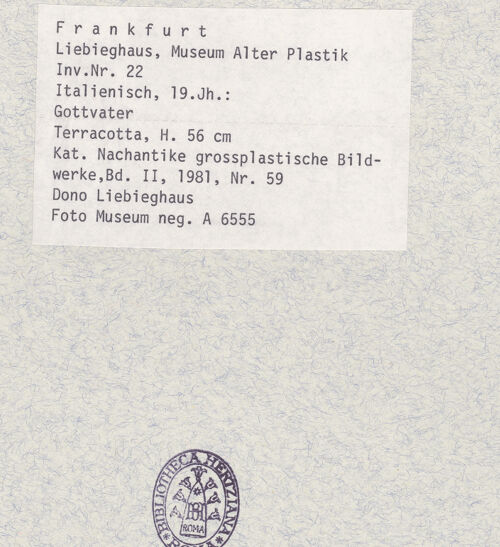 F r a n k f u r t
Liebieghaus, Museum Alter Plastik
Inv.Nr. 22
Italienisch, 19.Jh.:
Gottvater
Terracotta, H. 56 cm
Kat. Nachantike grossplastische Bild-
werke,Bd. II, 1981, Nr. 59
Dono Liebieghaus
Foto Museum neg. A 6555
*BIBLIOTHECA HERTZIANA*
ROMA
ROMA